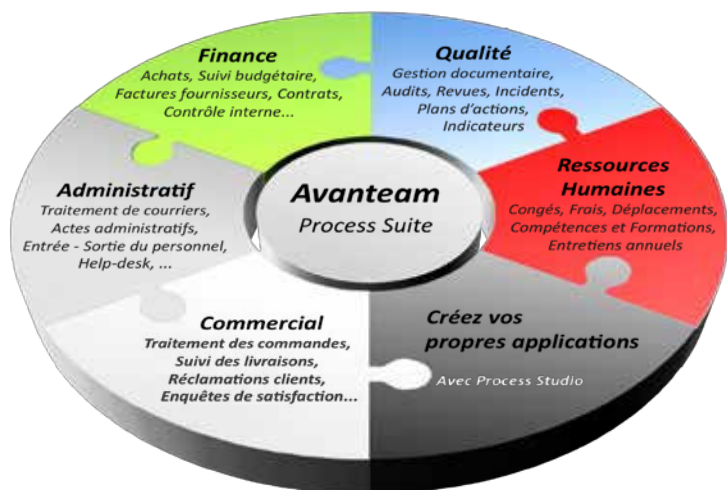 Finance
Achats, Suivi budgétaire,
Factures fournisseurs, Contrats,
Contrôle interne...
Qualité
Gestion documentaire,
Audits, Revues, Incidents,
Plans d'actions,
Indicateurs
Administratif
Traitement de courriers,
Actes administratifs,
Entrée - Sortie du personnel,
Help-desk, ...
Avanteam
Process Suite
Ressources
Humaines
Congés, Frais, Déplacements,
Compétences et Formations,
Entretiens annuels
Commercial
Traitement des commandes,
Suivi des livraisons,
Réclamations clients,
Enquêtes de satisfaction...
Créez vos
propres applications
Avec Process Studio